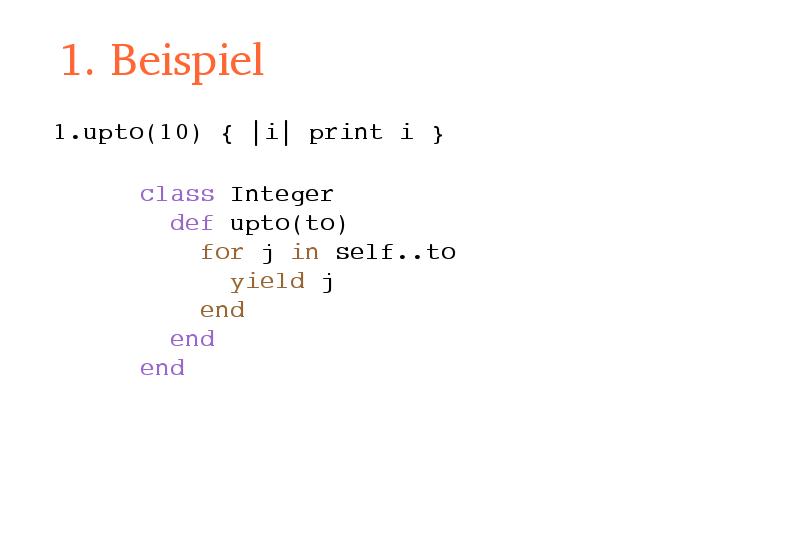 1. Beispiel
1.upto(10) { |i| print i }
class Integer
  def upto(to)
    for j in self..to
      yield j
    end
  end
end